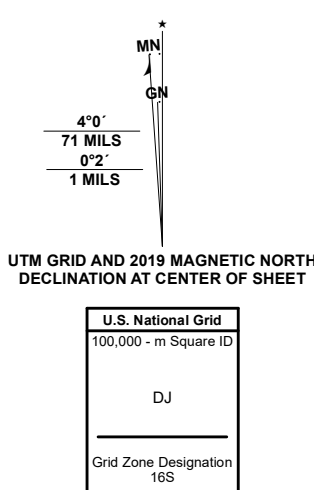 ★
MN
GN
4°0´
71 MILS
0°2´
1 MILS
UTM GRID AND 2019 MAGNETIC NORTH
DECLINATION AT CENTER OF SHEET
U.S. National Grid
100,000 - m Square ID
DJ
Grid Zone Designation
16S